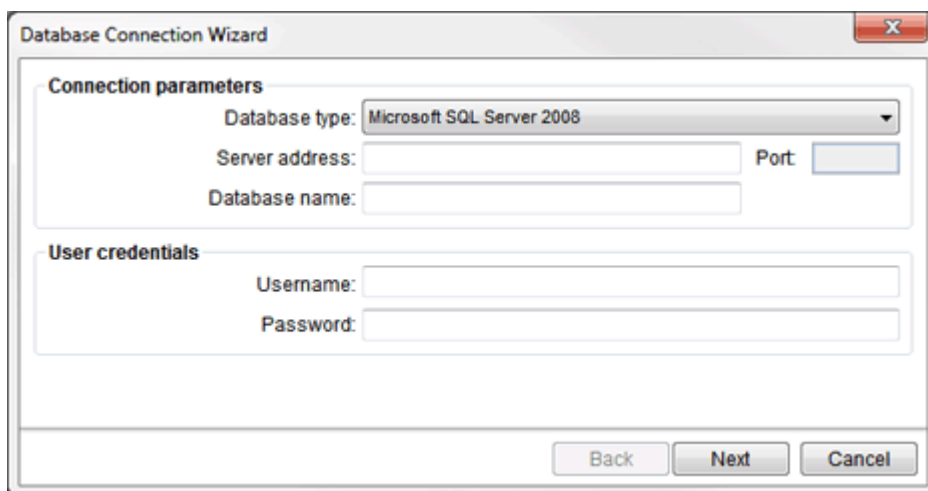 Database Connection Wizard
Connection parameters
Database type: Microsoft SQL Server 2008
Server address: Port:
Database name:
User credentials
Username:
Password:
Back Next Cancel